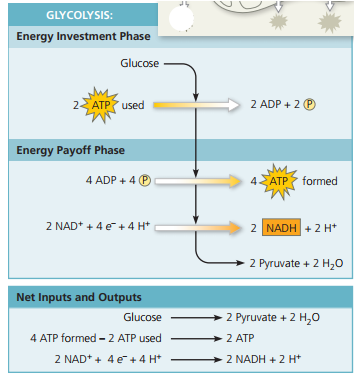 GLYCOLYSIS:
Energy Investment Phase
Glucose
2 ATP used → 2 ADP + 2 P
Energy Payoff Phase
4 ADP + 4 P → 4 ATP formed
2 NAD⁺ + 4 e⁻ + 4 H⁺ → 2 NADH + 2 H⁺
2 Pyruvate + 2 H₂O
Net Inputs and Outputs
Glucose → 2 Pyruvate + 2 H₂O
4 ATP formed – 2 ATP used → 2 ATP
2 NAD⁺ + 4 e⁻ + 4 H⁺ → 2 NADH + 2 H⁺